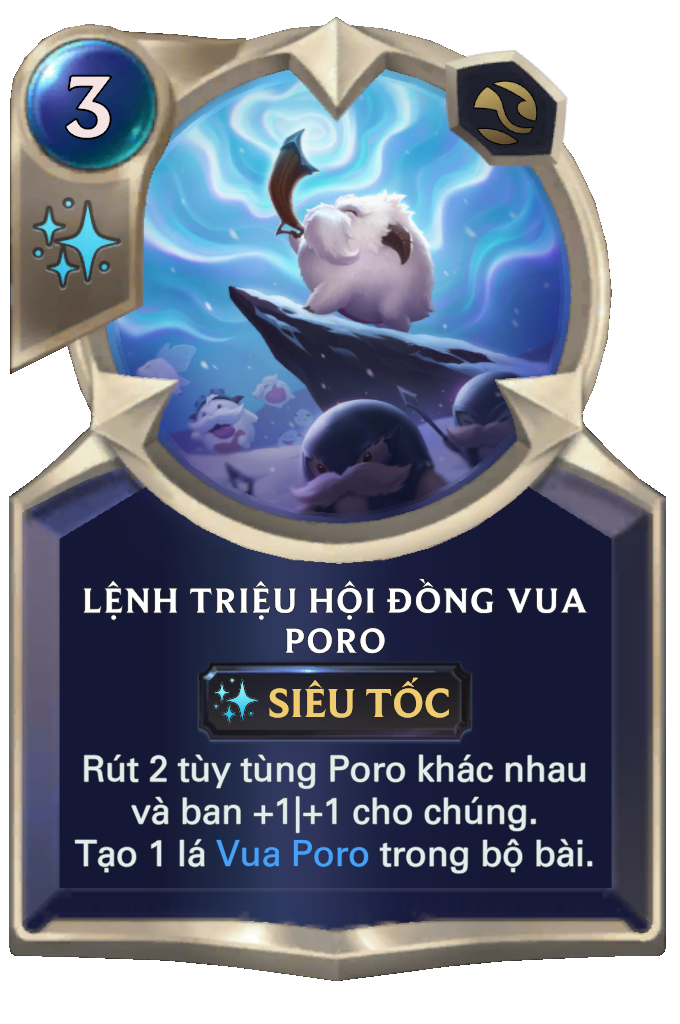 3
LỆNH TRIỆU HỘI ĐỒNG VUA
PORO
SIÊU TỐC
Rút 2 tùy tùng Poro khác nhau
và ban +1|+1 cho chúng.
Tạo 1 lá Vua Poro trong bộ bài.